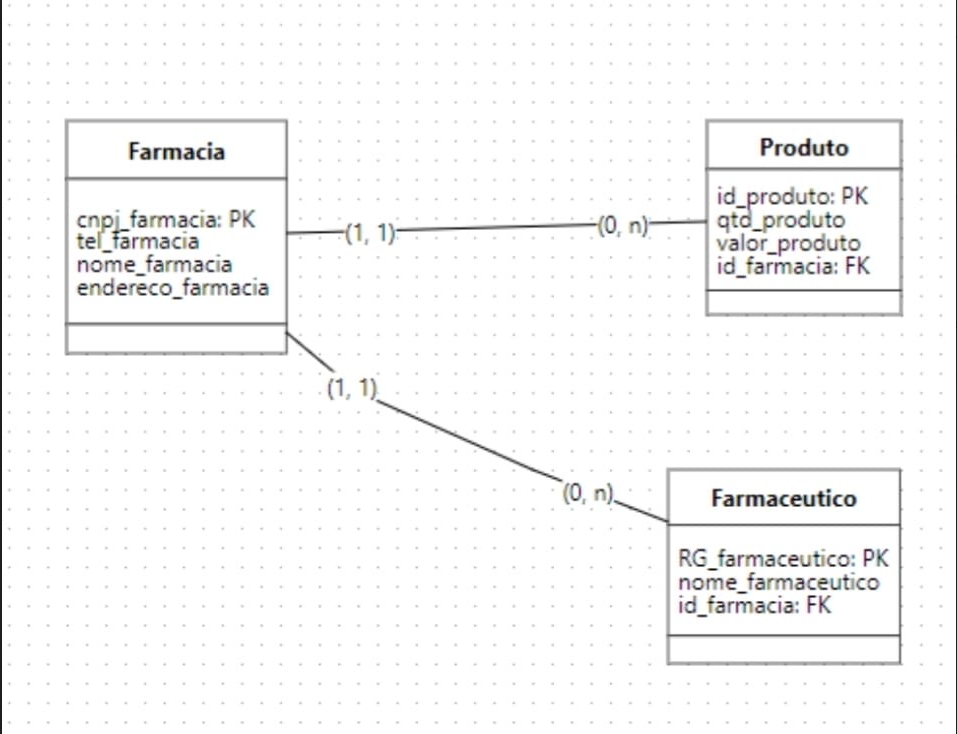 Farmacia
cnpj_farmacia: PK
tel_farmacia
nome_farmacia
endereco_farmacia
(1, 1)
(0, n)
Produto
id_produto: PK
qtd_produto
valor_produto
id_farmacia: FK
(1, 1)
(0, n)
Farmaceutico
RG_farmaceutico: PK
nome_farmaceutico
id_farmacia: FK